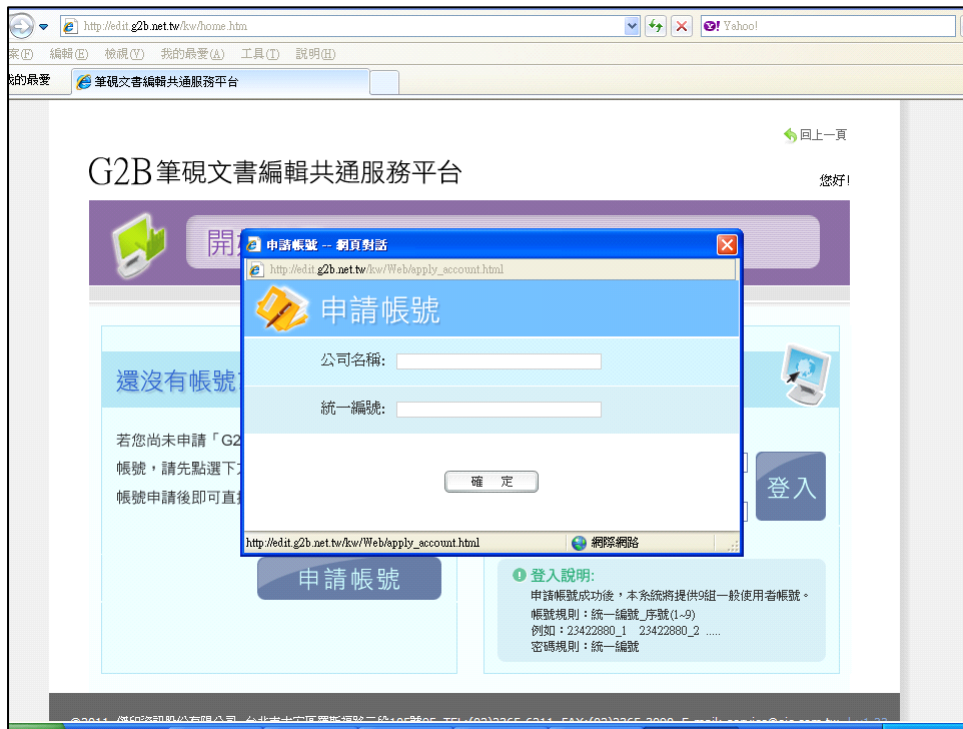 http://edit.g2b.net.tw/kw/home.htm
Yahoo!
案(F) 編輯(E) 檢視(V) 我的最愛(A) 工具(T) 說明(H)
我的最愛 筆硯文書編輯共通服務平台
回上一頁
G2B筆硯文書編輯共通服務平台
您好!
開
申請帳號 -- 網頁對話
http://edit.g2b.net.tw/kw/Web/apply_account.html
申請帳號
公司名稱:
統一編號:
確 定
http://edit.g2b.net.tw/kw/Web/apply_account.html 網際網路
還沒有帳號
若您尚未申請「G2
帳號,請先點選下
帳號申請後即可直
登入
申請帳號
登入說明:
申請帳號成功後,本系統將提供9組一般使用者帳號。
帳號規則:統一編號_序號(1~9)
例如:23422880_1 23422880_2 .....
密碼規則:統一編號